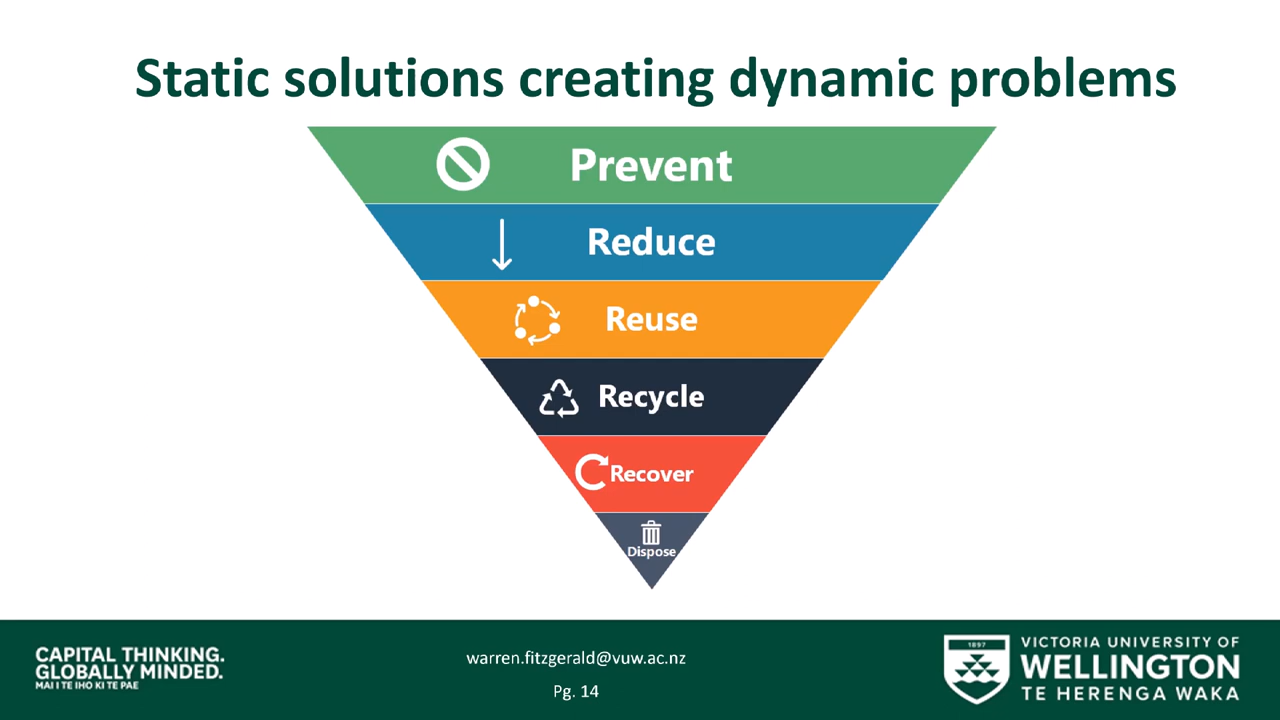 Static solutions creating dynamic problems
Prevent
Reduce
Reuse
Recycle
Recover
Dispose
CAPITAL THINKING.
GLOBALLY MINDED.
MAI I TE IHO KI TE PAE
warren.fitzgerald@vuw.ac.nz
Pg. 14
1897
VICTORIA UNIVERSITY OF
WELLINGTON
TE HERENGA WAKA